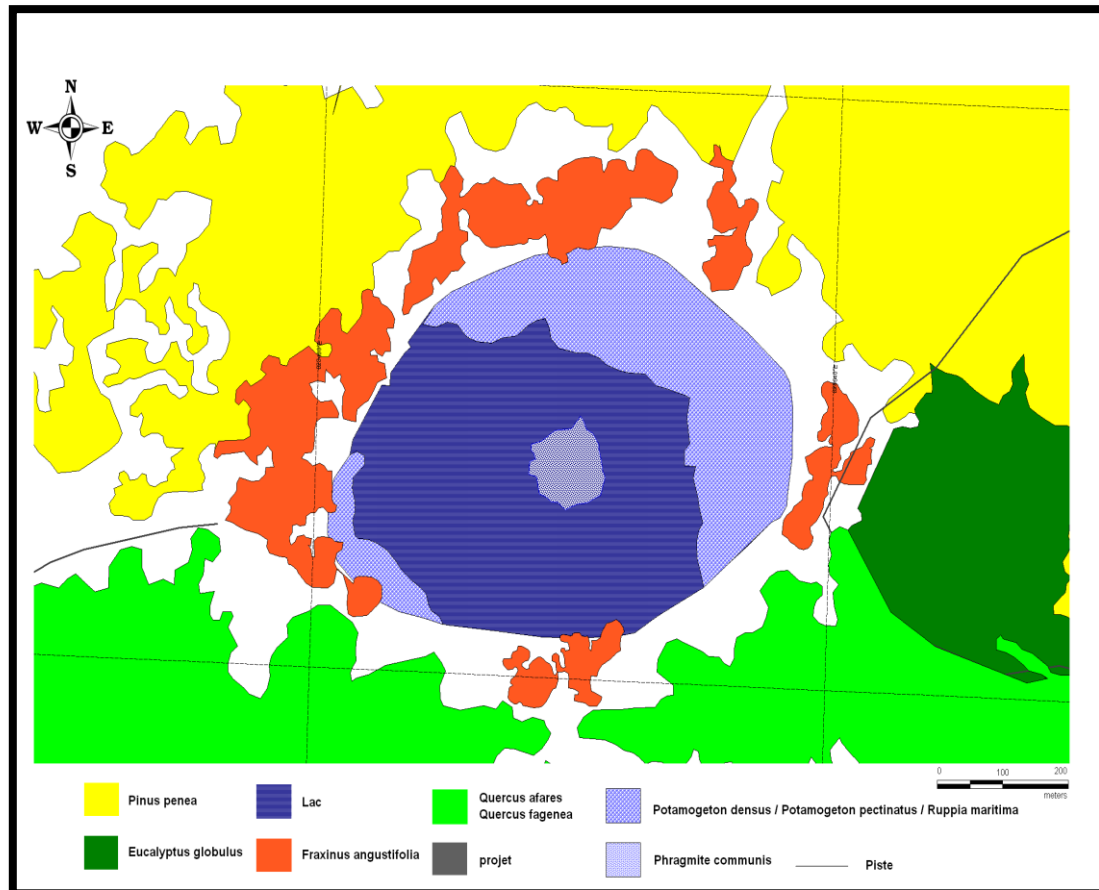 N
W E
S
0 100 200
meters
Pinus penea
Lac
Quercus afares
Quercus fagenea
Potamogeton densus / Potamogeton pectinatus / Ruppia maritima
Eucalyptus globulus
Fraxinus angustifolia
projet
Phragmite communis
Piste